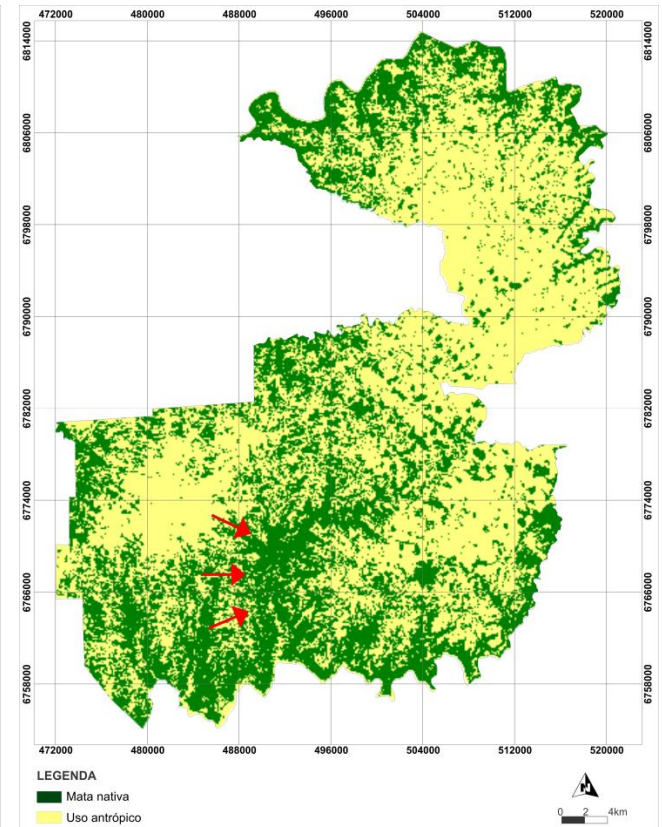 472000 480000 488000 496000 504000 512000 520000
6814000 6814000
6806000 6806000
6798000 6798000
6790000 6790000
6782000 6782000
6774000 6774000
6766000 6766000
6758000 6758000
472000 480000 488000 496000 504000 512000 520000
LEGENDA
Mata nativa
Uso antrópico
N
0 2 4km